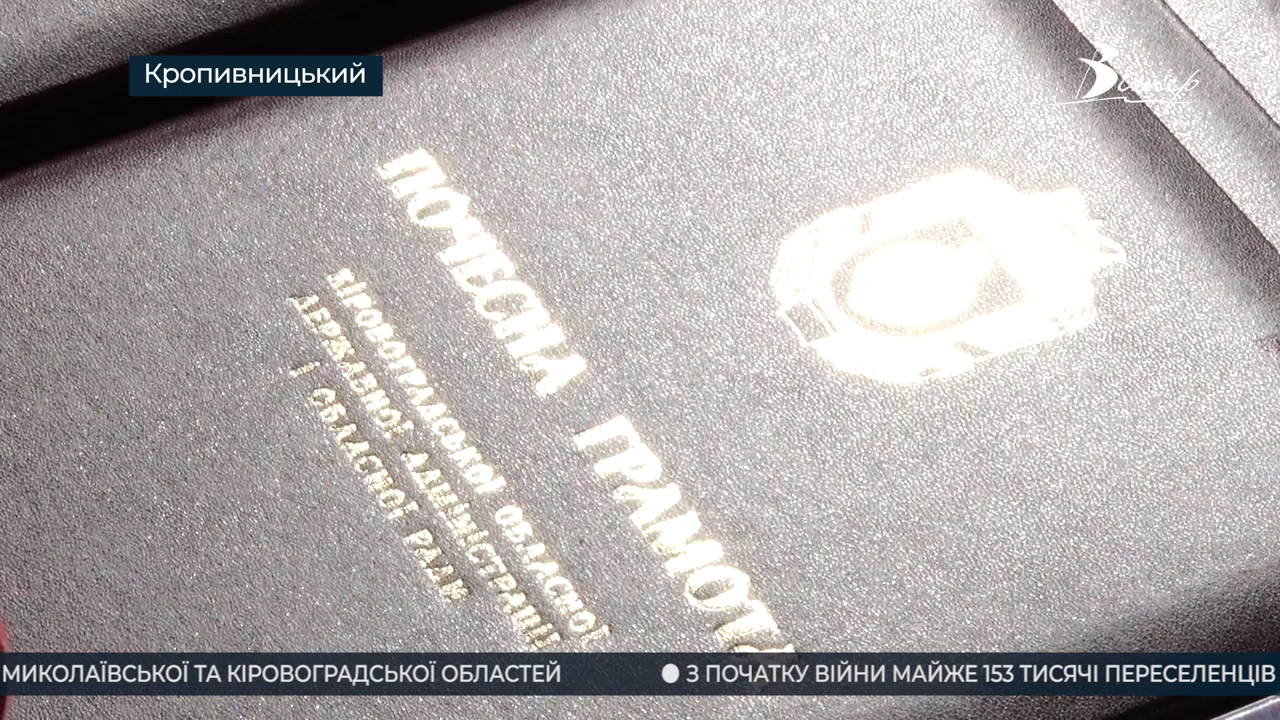 Кропивницький
Вітер
ПОЧЕСНА ГРАМОТА
КІРОВОГРАДСЬКОЇ ОБЛАСНОЇ
ДЕРЖАВНОЇ АДМІНІСТРАЦІЇ
І ОБЛАСНОЇ РАДИ
МИКОЛАЇВСЬКОЇ ТА КІРОВОГРАДСЬКОЇ ОБЛАСТЕЙ
З ПОЧАТКУ ВІЙНИ МАЙЖЕ 153 ТИСЯЧІ ПЕРЕСЕЛЕНЦІВ